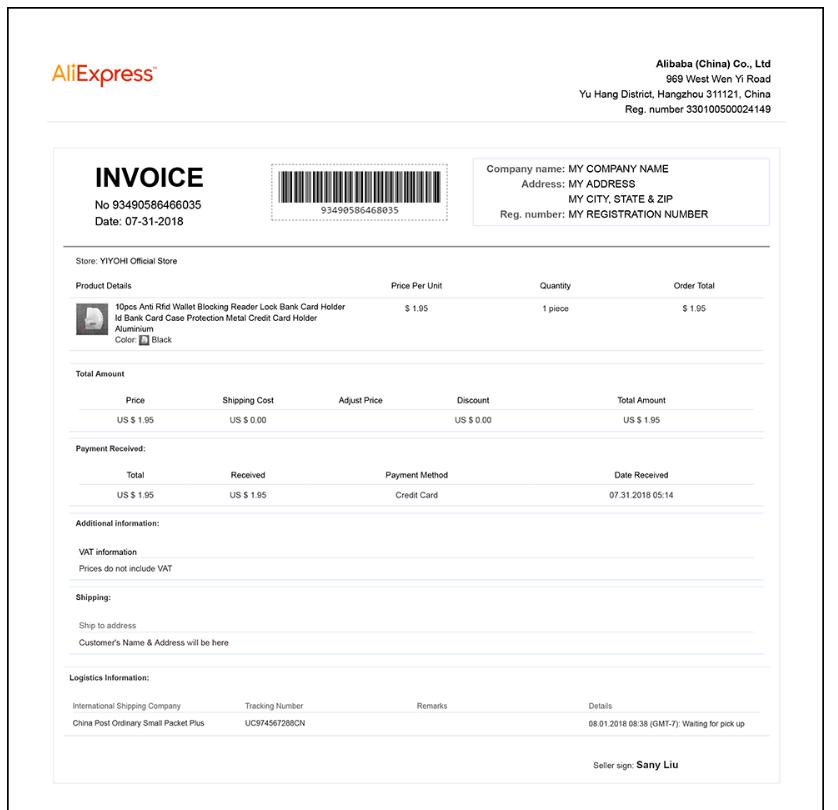 AliExpress™
Alibaba (China) Co., Ltd
969 West Wen Yi Road
Yu Hang District, Hangzhou 311121, China
Reg. number 330100500024149
INVOICE
No 93490586466035
Date: 07-31-2018
93490586468035
Company name: MY COMPANY NAME
Address: MY ADDRESS
MY CITY, STATE & ZIP
Reg. number: MY REGISTRATION NUMBER
Store: YIYOHI Official Store
Product Details Price Per Unit Quantity Order Total
10pcs Anti Rfid Wallet Blocking Reader Lock Bank Card Holder $ 1.95 1 piece $ 1.95
Id Bank Card Case Protection Metal Credit Card Holder
Aluminium
Color: Black
Total Amount
Price Shipping Cost Adjust Price Discount Total Amount
US $ 1.95 US $ 0.00 US $ 0.00 US $ 1.95
Payment Received:
Total Received Payment Method Date Received
US $ 1.95 US $ 1.95 Credit Card 07.31.2018 05:14
Additional information:
VAT information
Prices do not include VAT
Shipping:
Ship to address
Customer's Name & Address will be here
Logistics Information:
International Shipping Company Tracking Number Remarks Details
China Post Ordinary Small Packet Plus UC974567288CN 08.01.2018 08:38 (GMT-7): Waiting for pick up
Seller sign: Sany Liu